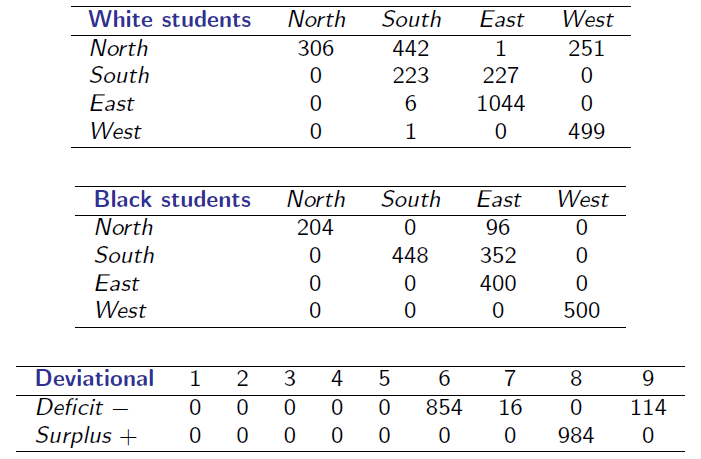 White students North South East West
North 306 442 1 251
South 0 223 227 0
East 0 6 1044 0
West 0 1 0 499
Black students North South East West
North 204 0 96 0
South 0 448 352 0
East 0 0 400 0
West 0 0 0 500
Deviational 1 2 3 4 5 6 7 8 9
Deficit − 0 0 0 0 0 854 16 0 114
Surplus + 0 0 0 0 0 0 0 984 0